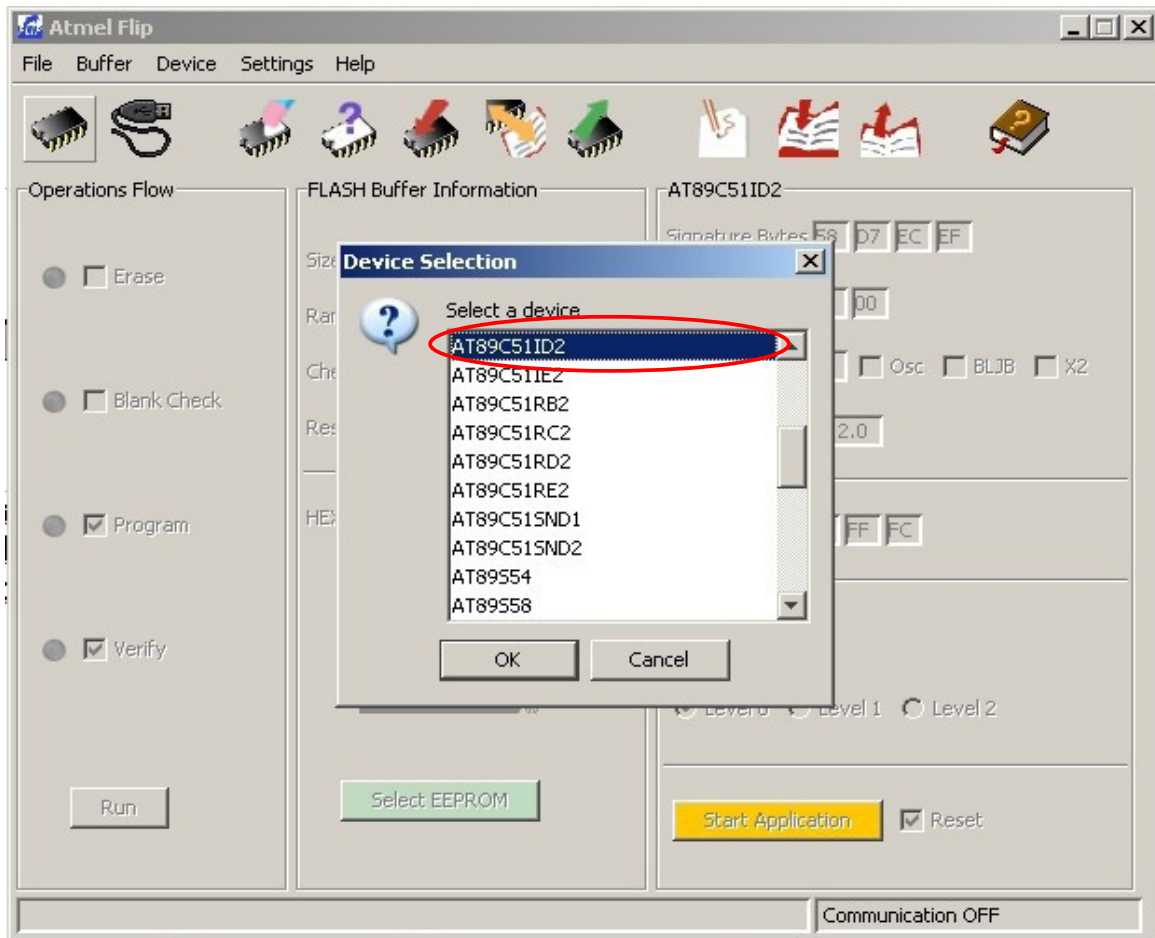 Atmel Flip
File Buffer Device Settings Help
Operations Flow
Erase
Blank Check
Program
Verify
Run
FLASH Buffer Information
Select EEPROM
AT89C51ID2
Signature Bytes 58 D7 EC EF
00
Osc BLJB X2
2.0
FF FC
Level 0 Level 1 Level 2
Start Application Reset
Device Selection
Select a device
AT89C51ID2
AT89C51IE2
AT89C51RB2
AT89C51RC2
AT89C51RD2
AT89C51RE2
AT89C51SND1
AT89C51SND2
AT89S54
AT89S58
OK Cancel
Communication OFF